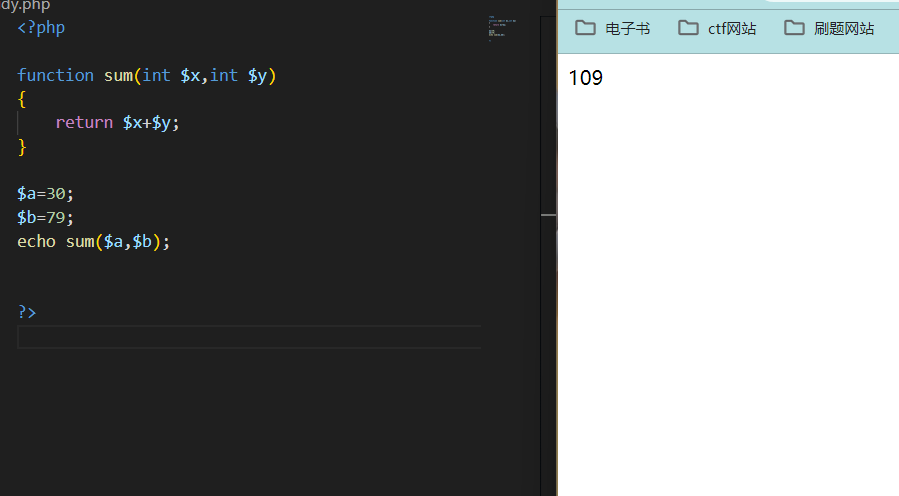 dy.php
<?php
function sum(int $x,int $y)
{
    return $x+$y;
}
$a=30;
$b=79;
echo sum($a,$b);
?>
电子书 ctf网站 刷题网站
109